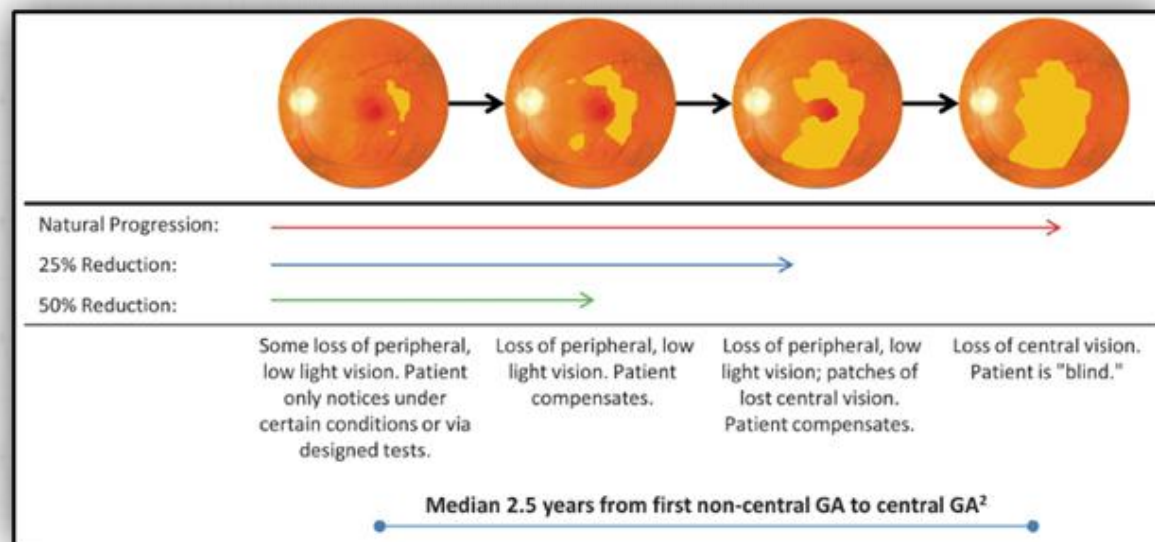 Natural Progression:
25% Reduction:
50% Reduction:
Some loss of peripheral,
low light vision. Patient
only notices under
certain conditions or via
designed tests.
Loss of peripheral, low
light vision. Patient
compensates.
Loss of peripheral, low
light vision; patches of
lost central vision.
Patient compensates.
Loss of central vision.
Patient is "blind."
Median 2.5 years from first non-central GA to central GA²